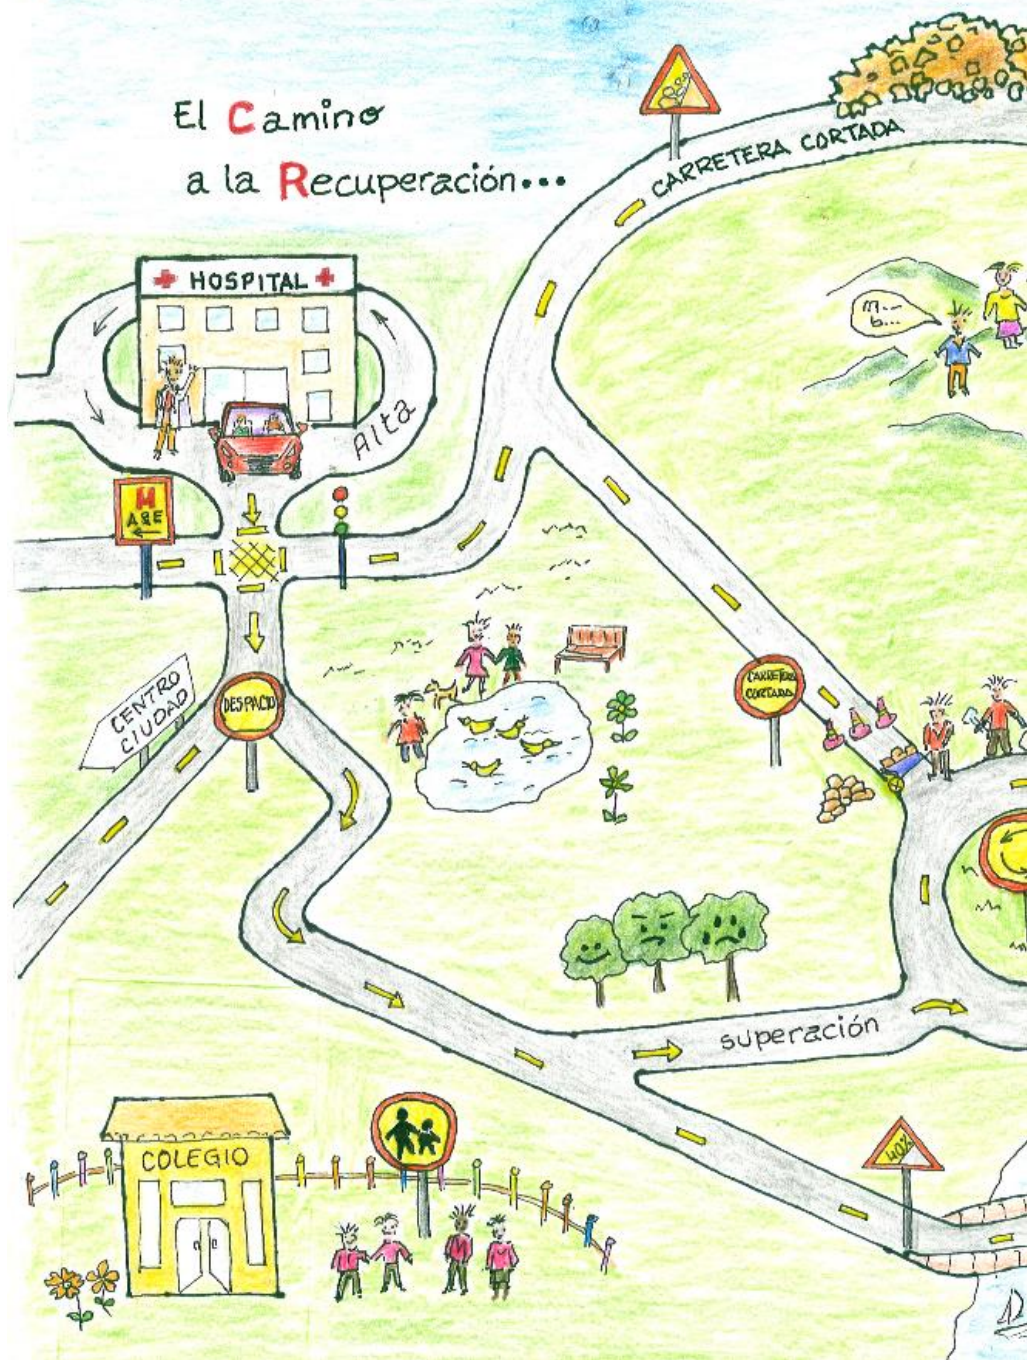 El Camino
a la Recuperación...
CARRETERA CORTADA
HOSPITAL
m...
b...
Alta
M
A&E
CENTRO
CIUDAD
DESPACIO
CARRETERA
CORTADA
superación
COLEGIO
40%